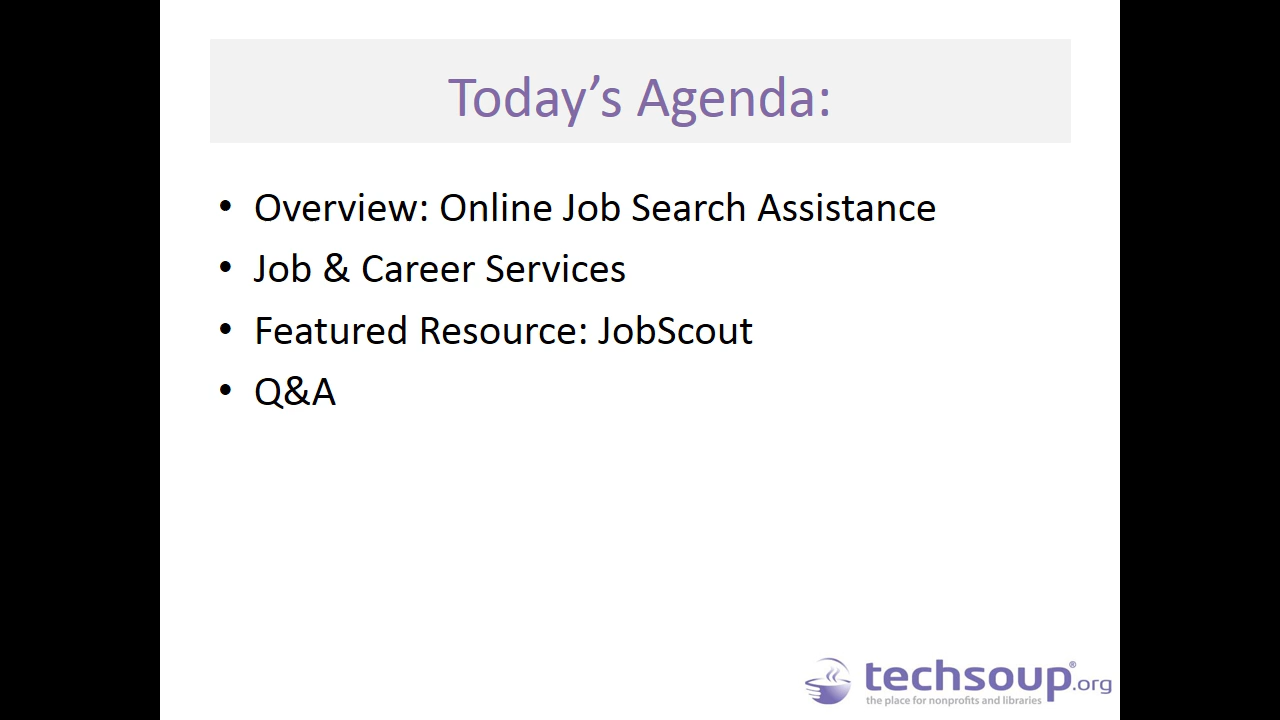 Today’s Agenda:
• Overview: Online Job Search Assistance
• Job & Career Services
• Featured Resource: JobScout
• Q&A
techsoup®.org
the place for nonprofits and libraries